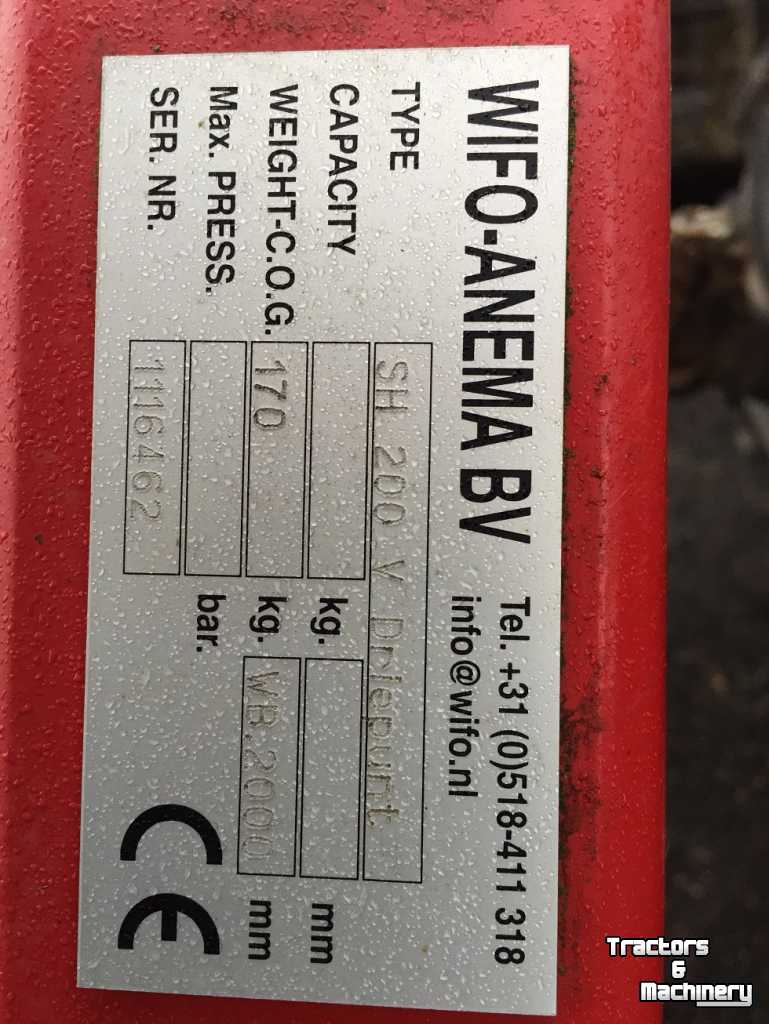 WIFO-ANEMA BV Tel. +31 (0)518-411 318
info@wifo.nl
TYPE SH 200 V Driepunt
CAPACITY kg. mm
WEIGHT-C.O.G. 170 kg. WB.2000 mm
Max. PRESS. bar.
SER. NR. 1116462
CE
Tractors
&
Machinery